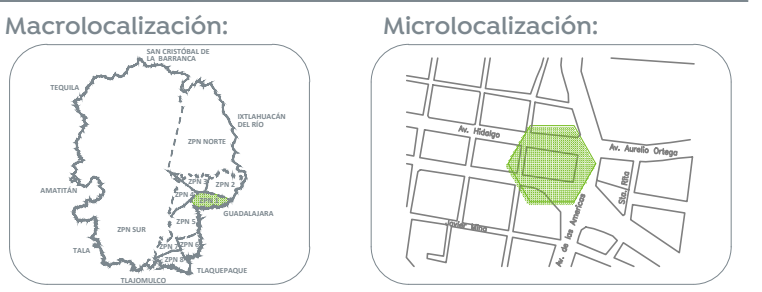 Macrolocalización:
SAN CRISTÓBAL DE
LA BARRANCA
TEQUILA
IXTLAHUACÁN
DEL RÍO
ZPN NORTE
ZPN 3
ZPN 2
ZPN 4
AMATITÁN
GUADALAJARA
ZPN 5
ZPN SUR
ZPN 6
TALA
ZPN 8
TLAQUEPAQUE
TLAJOMULCO
Microlocalización:
Av. Hidalgo
Av. Aurelio Ortega
Sta. Rita
Javier Mina
Av. de las Americas